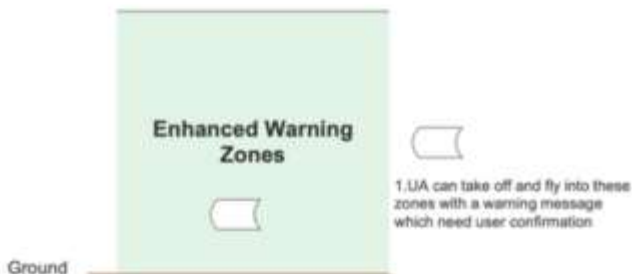 Enhanced Warning
Zones
1.UA can take off and fly into these
zones with a warning message
which need user confirmation
Ground